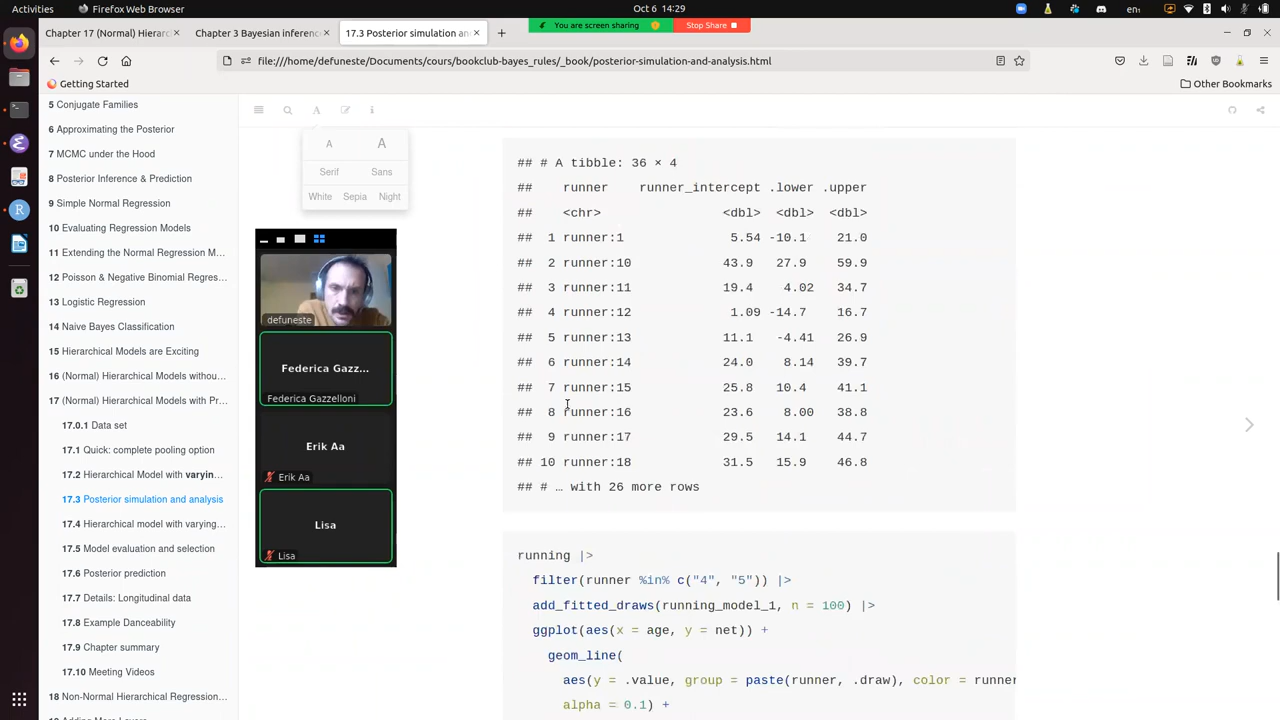 Activities
Firefox Web Browser
Oct 6 14:29
en
Chapter 17 (Normal) Hierarc
Chapter 3 Bayesian inferenc
17.3 Posterior simulation an
You are screen sharing
Stop Share
file:///home/defuneste/Documents/cours/bookclub-bayes_rules/_book/posterior-simulation-and-analysis.html
Getting Started
Other Bookmarks
5 Conjugate Families
6 Approximating the Posterior
7 MCMC under the Hood
8 Posterior Inference & Prediction
9 Simple Normal Regression
10 Evaluating Regression Models
11 Extending the Normal Regression M…
12 Poisson & Negative Binomial Regres…
13 Logistic Regression
14 Naive Bayes Classification
15 Hierarchical Models are Exciting
16 (Normal) Hierarchical Models withou…
17 (Normal) Hierarchical Models with Pr…
17.0.1 Data set
17.1 Quick: complete pooling option
17.2 Hierarchical Model with varyin…
17.3 Posterior simulation and analysis
17.4 Hierarchical model with varying…
17.5 Model evaluation and selection
17.6 Posterior prediction
17.7 Details: Longitudinal data
17.8 Example Danceability
17.9 Chapter summary
17.10 Meeting Videos
18 Non-Normal Hierarchical Regression…
A A
Serif Sans
White Sepia Night
defuneste
Federica Gazz...
Federica Gazzelloni
Erik Aa
Erik Aa
Lisa
Lisa
## # A tibble: 36 × 4
## runner runner_intercept .lower .upper
## <chr> <dbl> <dbl> <dbl>
## 1 runner:1 5.54 -10.1 21.0
## 2 runner:10 43.9 27.9 59.9
## 3 runner:11 19.4 4.02 34.7
## 4 runner:12 1.09 -14.7 16.7
## 5 runner:13 11.1 -4.41 26.9
## 6 runner:14 24.0 8.14 39.7
## 7 runner:15 25.8 10.4 41.1
## 8 runner:16 23.6 8.00 38.8
## 9 runner:17 29.5 14.1 44.7
## 10 runner:18 31.5 15.9 46.8
## # … with 26 more rows
running |>
filter(runner %in% c("4", "5")) |>
add_fitted_draws(running_model_1, n = 100) |>
ggplot(aes(x = age, y = net)) +
geom_line(
aes(y = .value, group = paste(runner, .draw), color = runner
alpha = 0.1) +